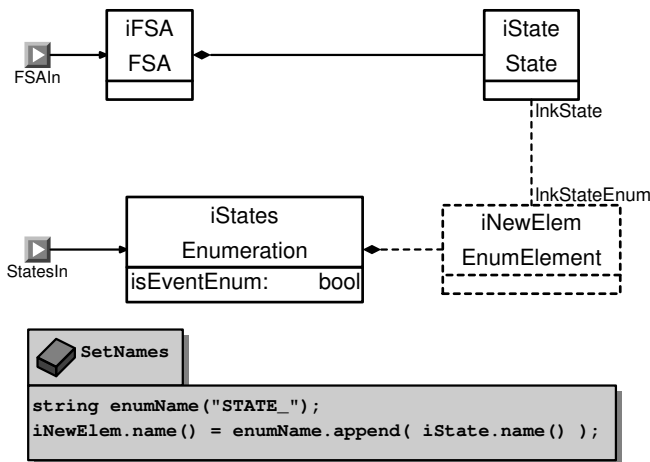 iFSA
FSA
iState
State
FSAIn
lnkState
lnkStateEnum
iStates
Enumeration
isEventEnum: bool
iNewElem
EnumElement
StatesIn
SetNames
string enumName("STATE_");
iNewElem.name() = enumName.append( iState.name() );